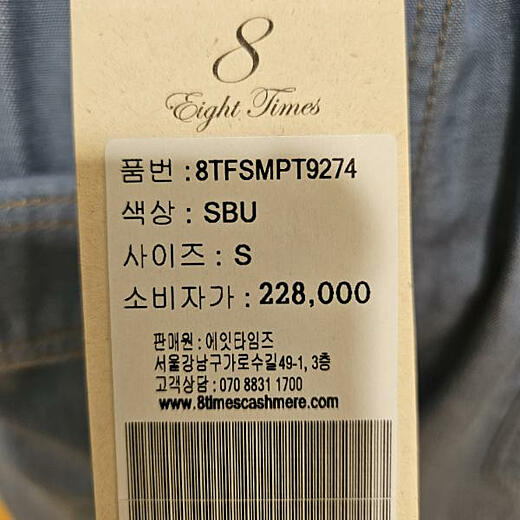 8
Eight Times
품번 : 8TFSMPT9274
색상 : SBU
사이즈 : S
소비자가 : 228,000
판매원 : 에잇타임즈
서울강남구가로수길49-1, 3층
고객상담 : 070 8831 1700
www.8timescashmere.com